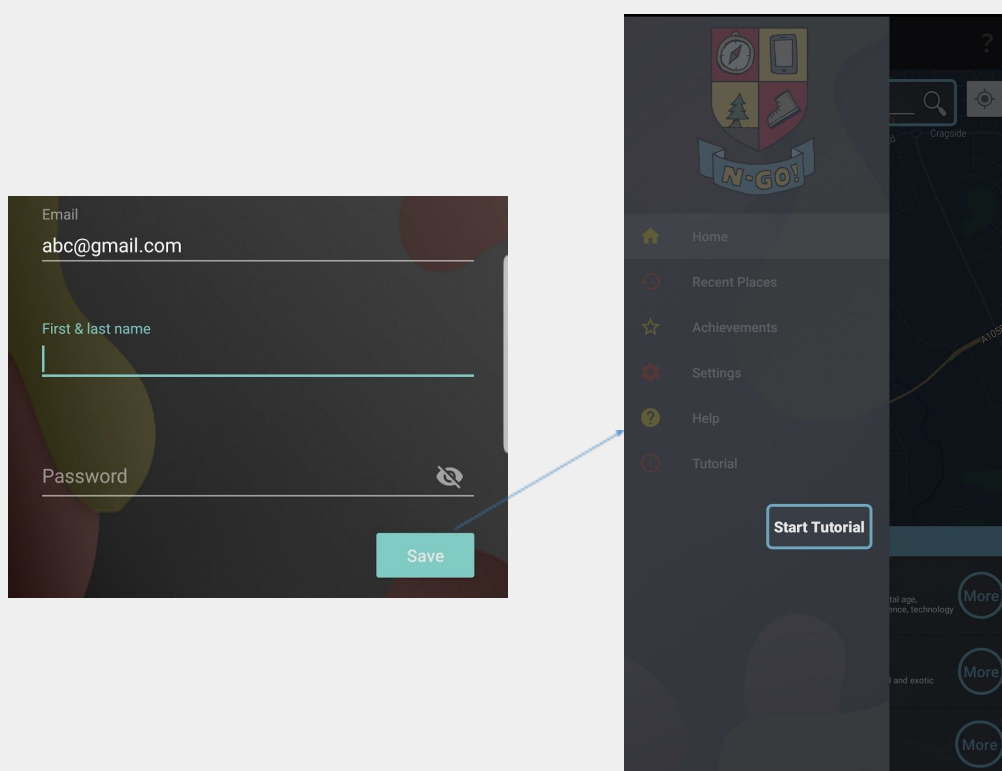 Email
abc@gmail.com
First & last name
Password
Save
?
N-GO!
Cragside
Home
Recent Places
Achievements
A1056
Settings
? Help
Tutorial
Start Tutorial
tal age,
ence, technology
More
l and exotic
More
More